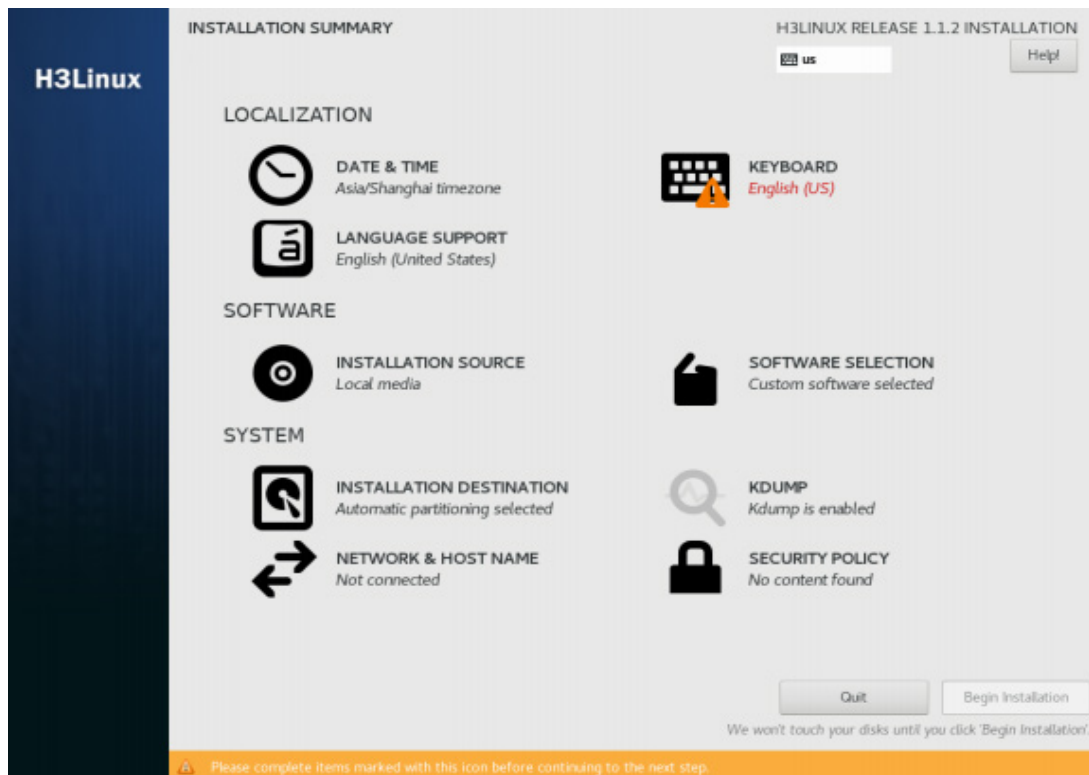 H3Linux
INSTALLATION SUMMARY
H3LINUX RELEASE 1.1.2 INSTALLATION
us
Help!
LOCALIZATION
DATE & TIME
Asia/Shanghai timezone
KEYBOARD
English (US)
á
LANGUAGE SUPPORT
English (United States)
SOFTWARE
INSTALLATION SOURCE
Local media
SOFTWARE SELECTION
Custom software selected
SYSTEM
INSTALLATION DESTINATION
Automatic partitioning selected
KDUMP
Kdump is enabled
NETWORK & HOST NAME
Not connected
SECURITY POLICY
No content found
Quit
Begin Installation
We won't touch your disks until you click 'Begin Installation'.
Please complete items marked with this icon before continuing to the next step.